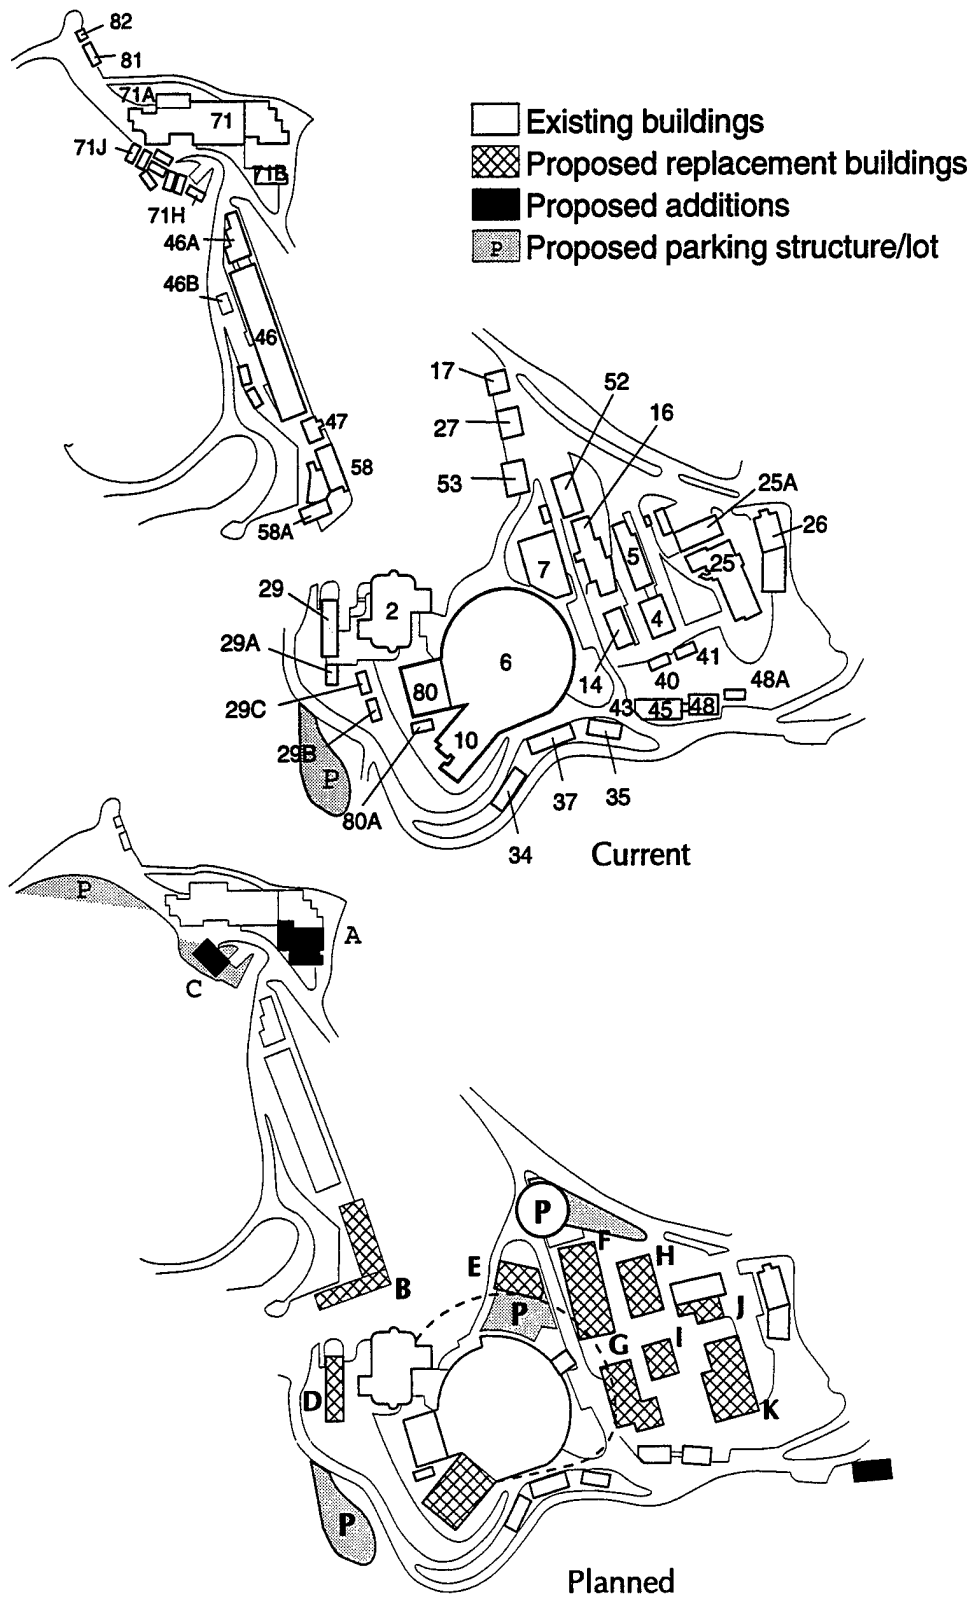 82
81
71A
71
71J
71B
71H
46A
46B
46
47
58
58A
Existing buildings
Proposed replacement buildings
Proposed additions
P Proposed parking structure/lot
17
52
16
27
53
25A
26
7
5
25
29
2
4
29A
6
41
14
40
48A
80
29C
43
45
48
29B
10
P
37
35
80A
34
Current
P
A
C
P
F
E
H
B
P
J
G
I
D
K
P
Planned